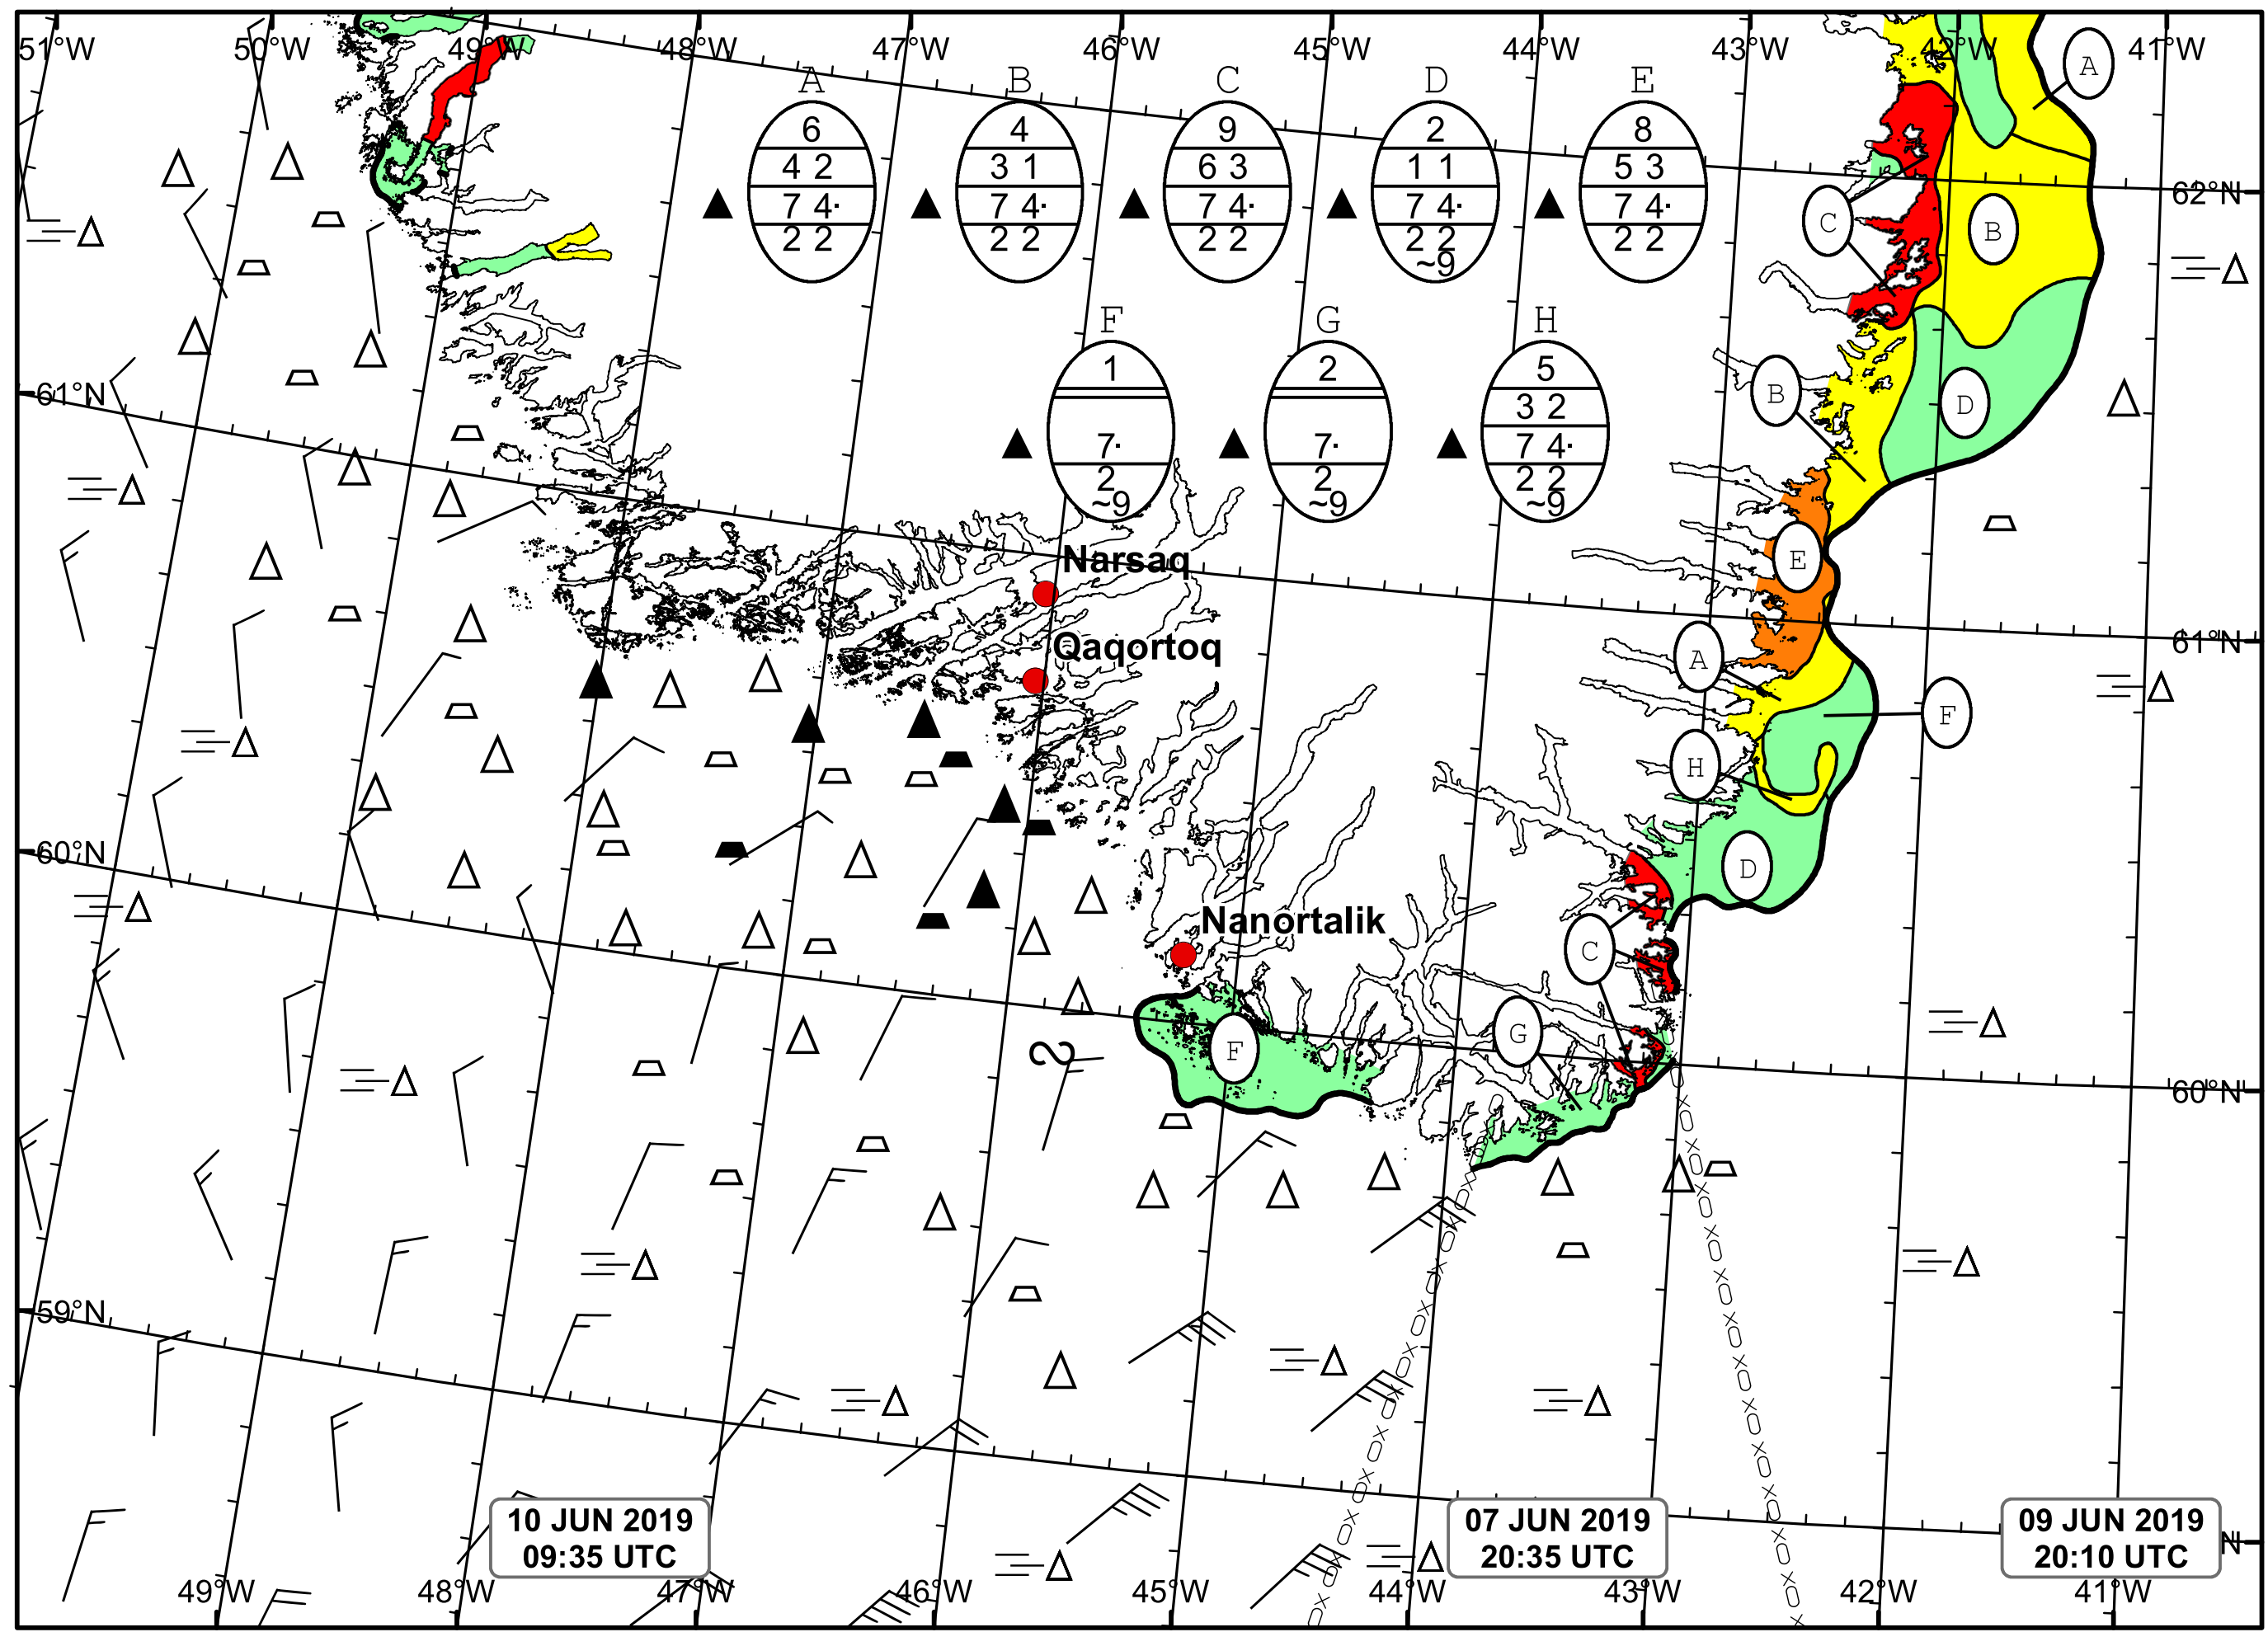 51°W 50°W 49°W 48°W 47°W 46°W 45°W 44°W 43°W 42°W 41°W
A B C D E
6 4 9 2 8
4 2 3 1 6 3 1 1 5 3
7 4· 7 4· 7 4· 7 4· 7 4·
2 2 2 2 2 2 2 2 2 2
~9
F G H
1 2 5
3 2
7· 7· 7 4·
2 2 2 2
~9 ~9 ~9
A
62°N
C
B
B
D
61°N
E
Narsaq
61°N
Qaqortoq
A
F
H
60°N
D
Nanortalik
C
G
F
60°N
59°N
10 JUN 2019
09:35 UTC
07 JUN 2019
20:35 UTC
09 JUN 2019
20:10 UTC
N
49°W 48°W 47°W 46°W 45°W 44°W 43°W 42°W 41°W